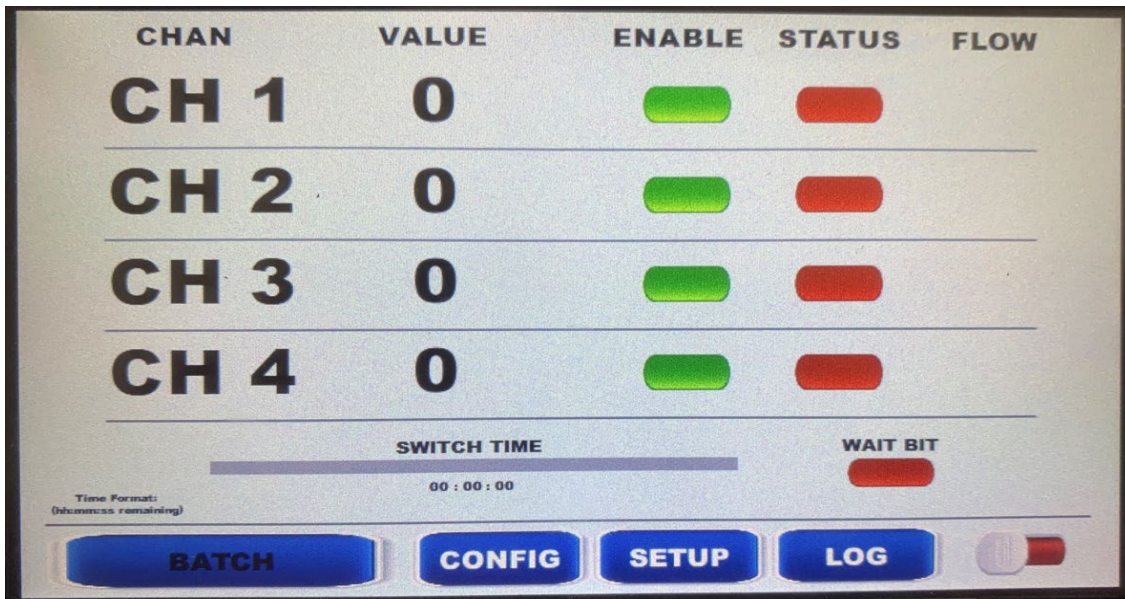 CHAN VALUE ENABLE STATUS FLOW
CH 1 0
CH 2 0
CH 3 0
CH 4 0
SWITCH TIME WAIT BIT
00 : 00 : 00
Time Format:
(hh:mm:ss remaining)
BATCH CONFIG SETUP LOG